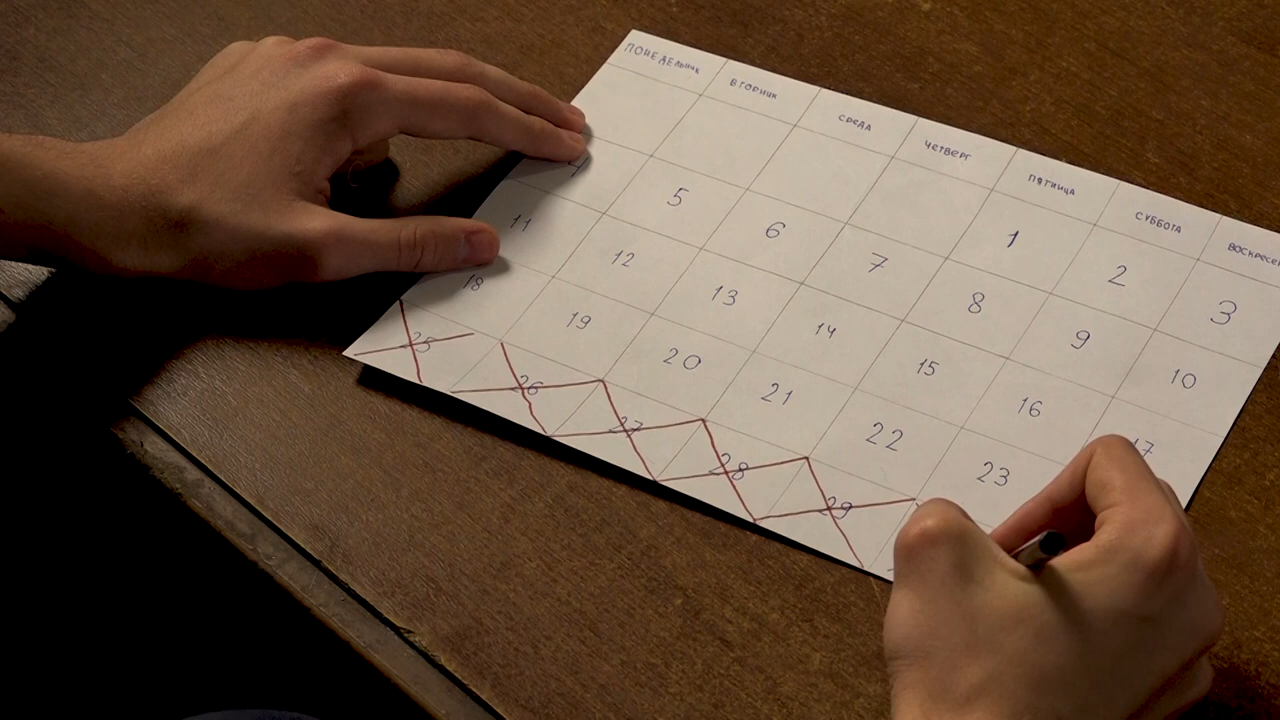 ПОНЕДЕЛЬНИК ВТОРНИК СРЕДА ЧЕТВЕРГ ПЯТНИЦА СУББОТА ВОСКРЕСЕН
1 2 3
5 6 7 8 9 10
11 12 13 14 15 16 17
18 19 20 21 22 23
25 26 27 28 29